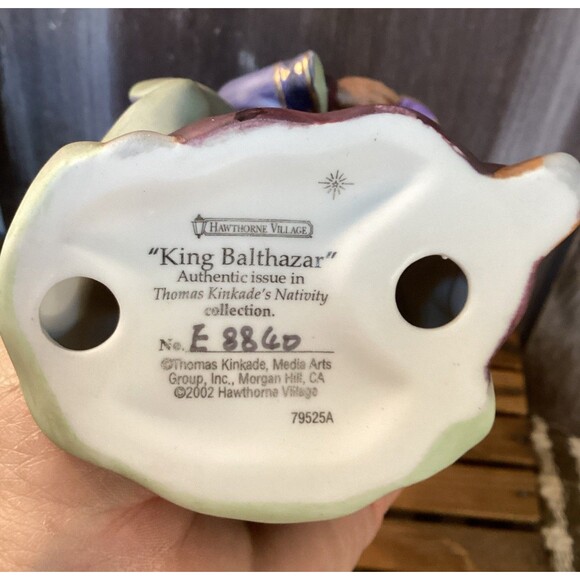 HAWTHORNE VILLAGE
"King Balthazar"
Authentic issue in
Thomas Kinkade's Nativity
collection.
No. E 8840
©Thomas Kinkade, Media Arts
Group, Inc., Morgan Hill, CA
©2002 Hawthorne Village
79525A